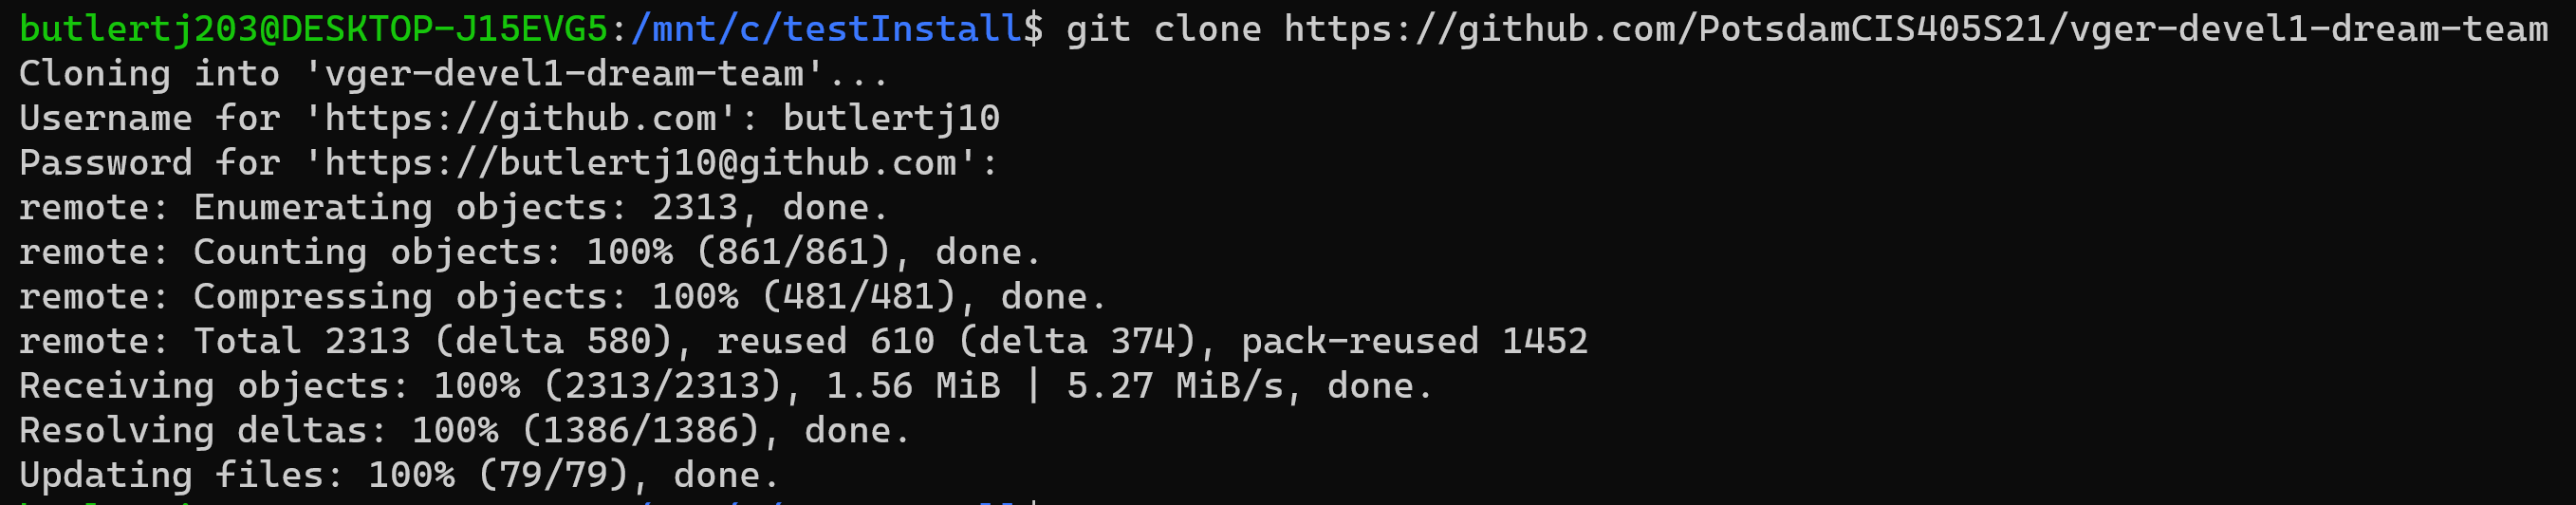 butlertj203@DESKTOP-J15EVG5:/mnt/c/testInstall$ git clone https://github.com/PotsdamCIS405S21/vger-devel1-dream-team
Cloning into 'vger-devel1-dream-team'...
Username for 'https://github.com': butlertj10
Password for 'https://butlertj10@github.com':
remote: Enumerating objects: 2313, done.
remote: Counting objects: 100% (861/861), done.
remote: Compressing objects: 100% (481/481), done.
remote: Total 2313 (delta 580), reused 610 (delta 374), pack-reused 1452
Receiving objects: 100% (2313/2313), 1.56 MiB | 5.27 MiB/s, done.
Resolving deltas: 100% (1386/1386), done.
Updating files: 100% (79/79), done.